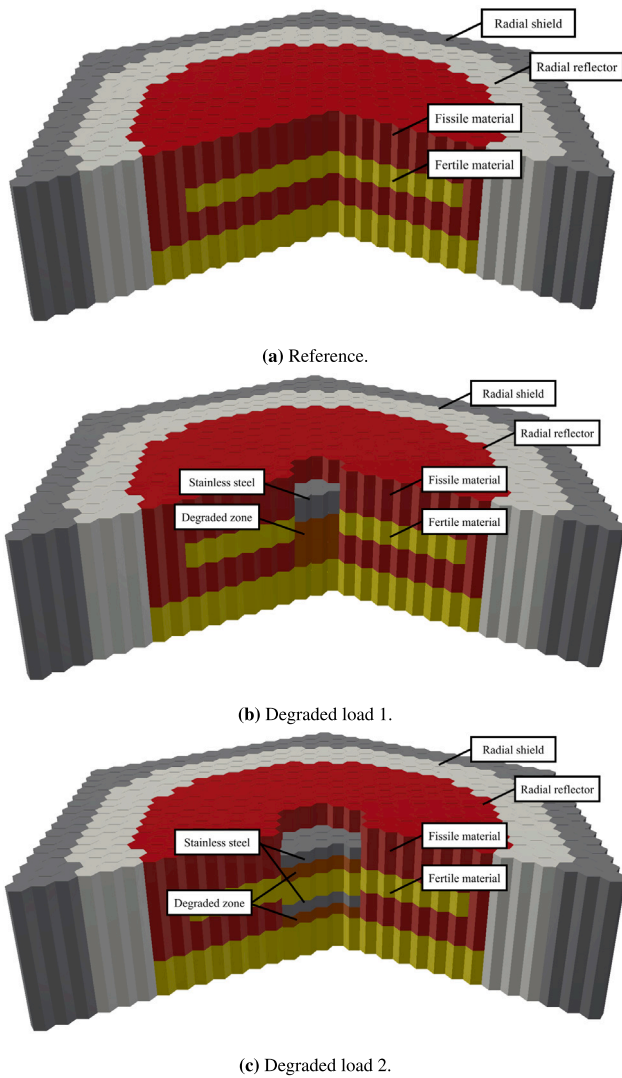 Radial shield
Radial reflector
Fissile material
Fertile material
(a) Reference.
Radial shield
Radial reflector
Stainless steel
Fissile material
Degraded zone
Fertile material
(b) Degraded load 1.
Radial shield
Radial reflector
Stainless steel
Fissile material
Fertile material
Degraded zone
(c) Degraded load 2.